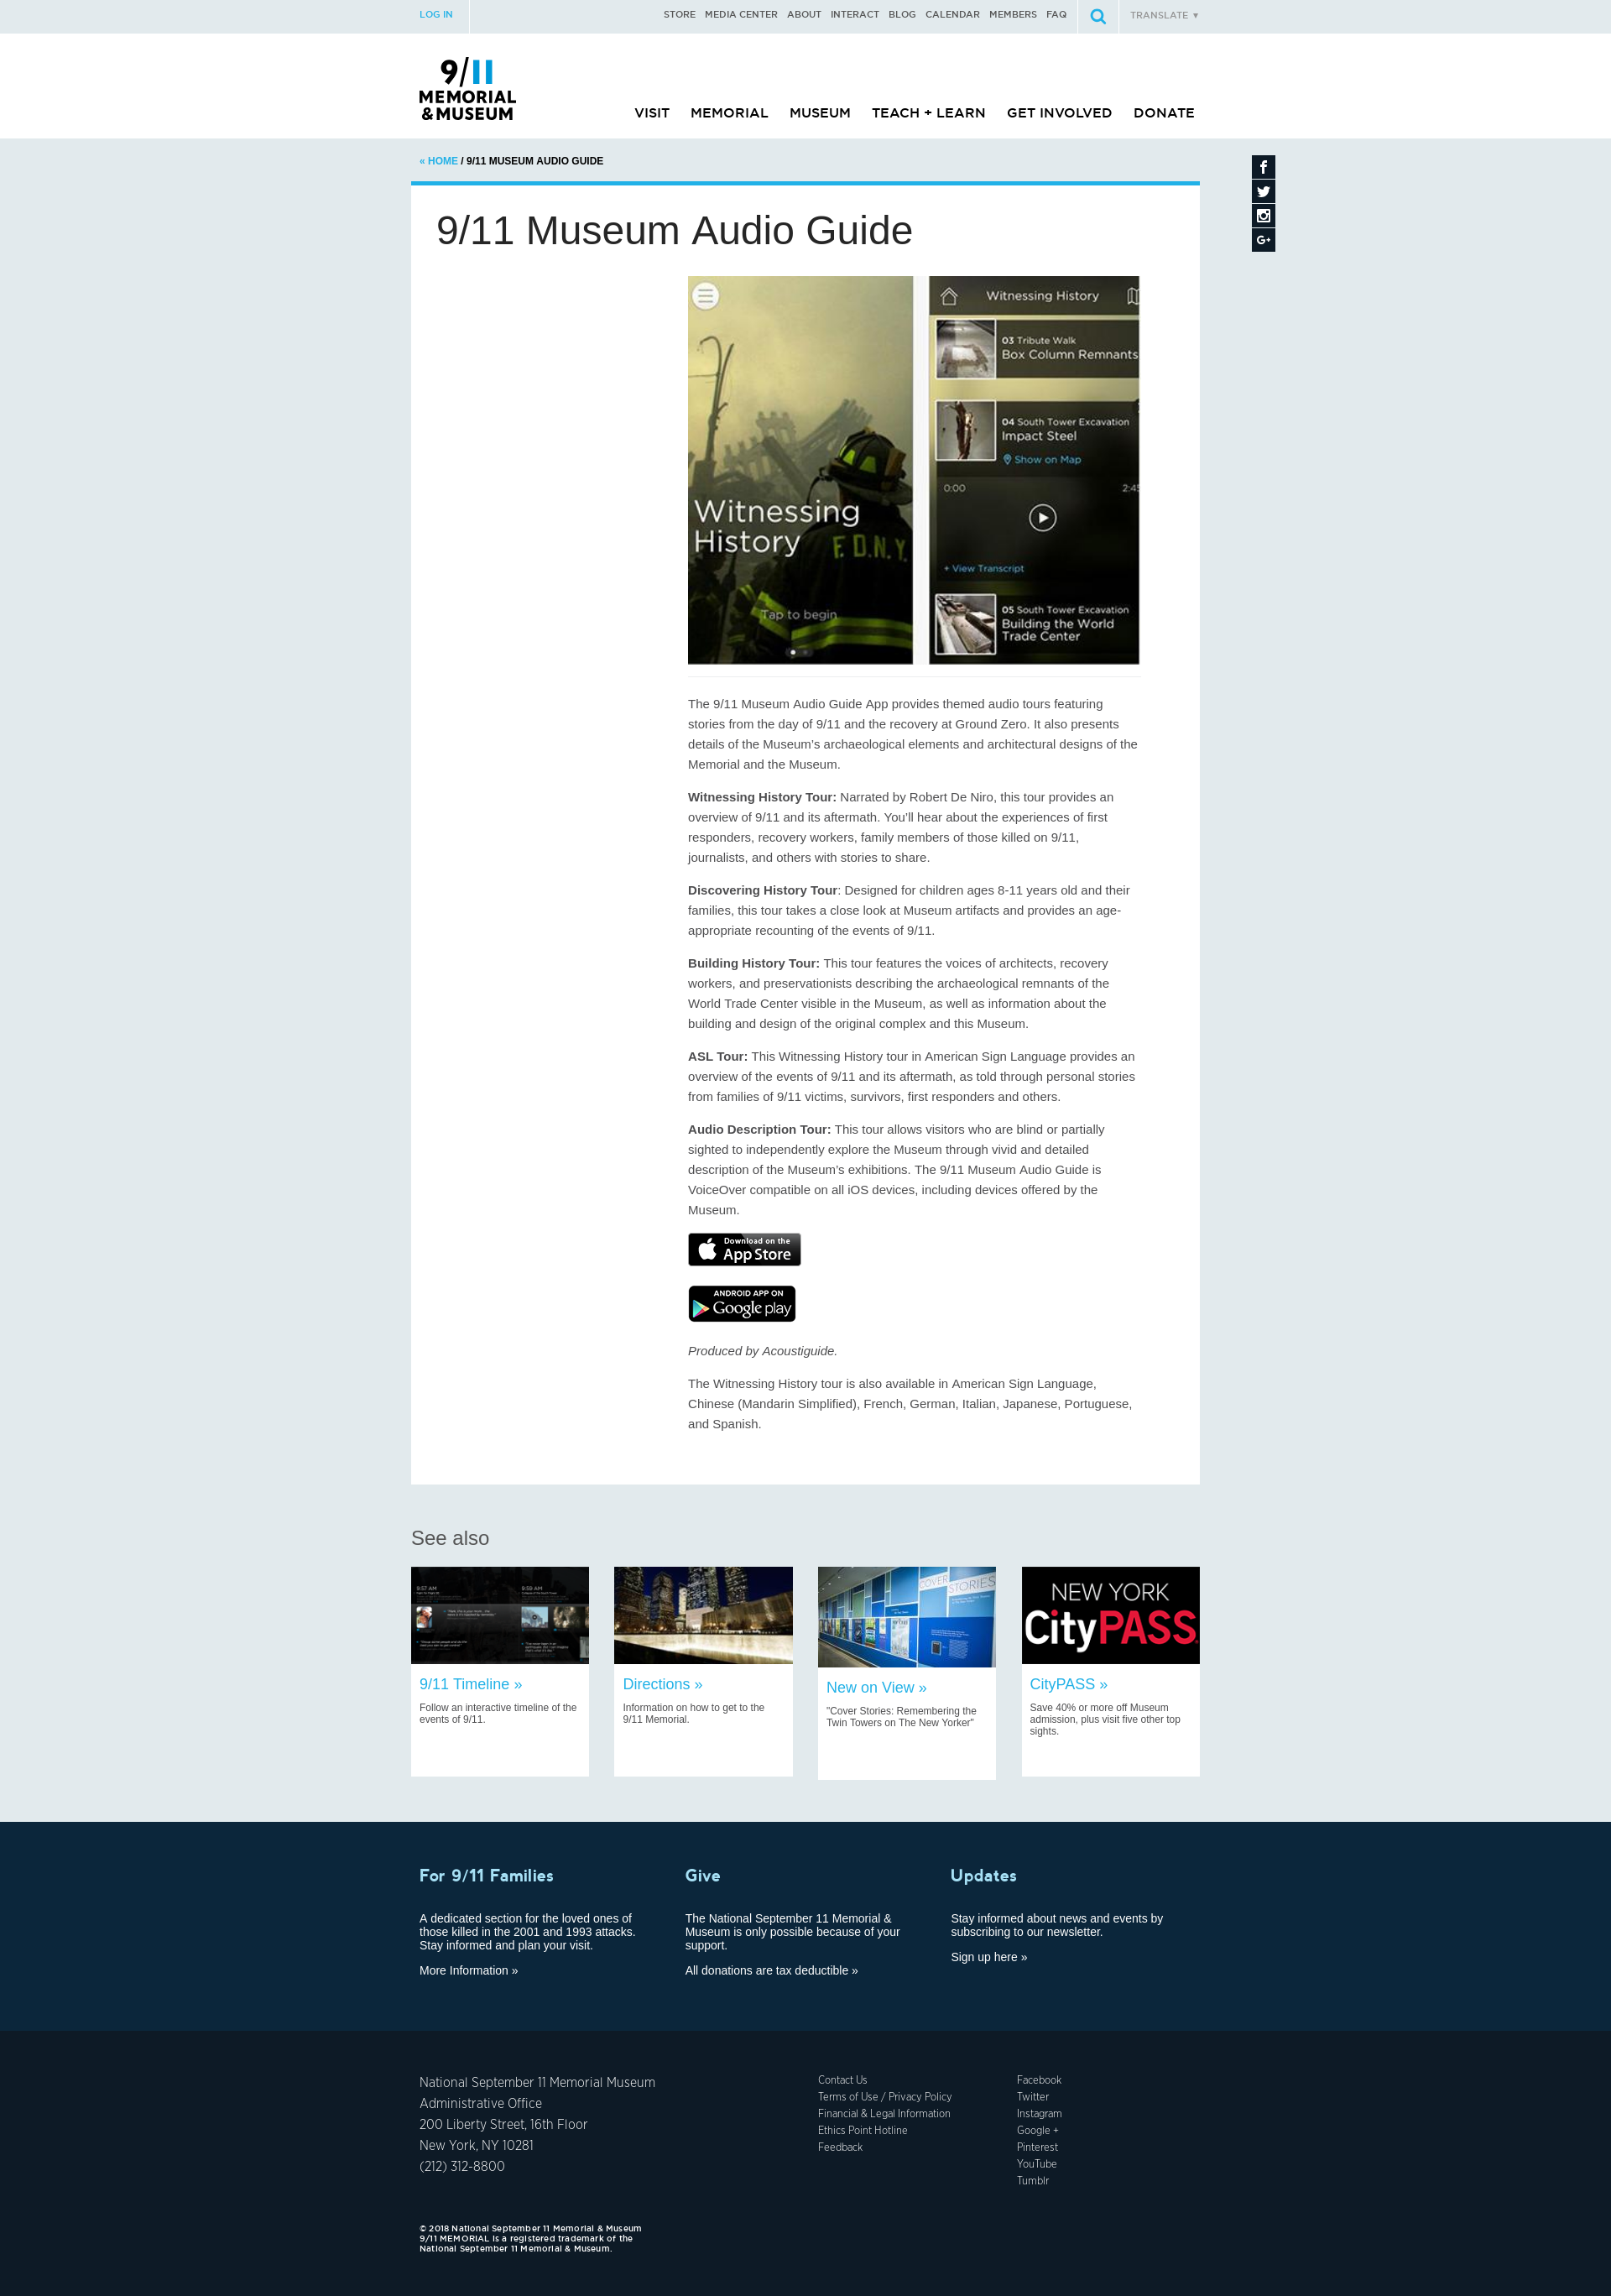 LOG IN
STORE MEDIA CENTER ABOUT INTERACT BLOG CALENDAR MEMBERS FAQ
TRANSLATE ▼
9/11
MEMORIAL
&MUSEUM
VISIT MEMORIAL MUSEUM TEACH + LEARN GET INVOLVED DONATE
« HOME / 9/11 MUSEUM AUDIO GUIDE
9/11 Museum Audio Guide
Witnessing
History
F.D.N.Y.
Tap to begin
Witnessing History
03 Tribute Walk
Box Column Remnants
04 South Tower Excavation
Impact Steel
Show on Map
0:00 2:45
+ View Transcript
05 South Tower Excavation
Building the World
Trade Center
The 9/11 Museum Audio Guide App provides themed audio tours featuring
stories from the day of 9/11 and the recovery at Ground Zero. It also presents
details of the Museum’s archaeological elements and architectural designs of the
Memorial and the Museum.
Witnessing History Tour: Narrated by Robert De Niro, this tour provides an
overview of 9/11 and its aftermath. You’ll hear about the experiences of first
responders, recovery workers, family members of those killed on 9/11,
journalists, and others with stories to share.
Discovering History Tour: Designed for children ages 8-11 years old and their
families, this tour takes a close look at Museum artifacts and provides an age-
appropriate recounting of the events of 9/11.
Building History Tour: This tour features the voices of architects, recovery
workers, and preservationists describing the archaeological remnants of the
World Trade Center visible in the Museum, as well as information about the
building and design of the original complex and this Museum.
ASL Tour: This Witnessing History tour in American Sign Language provides an
overview of the events of 9/11 and its aftermath, as told through personal stories
from families of 9/11 victims, survivors, first responders and others.
Audio Description Tour: This tour allows visitors who are blind or partially
sighted to independently explore the Museum through vivid and detailed
description of the Museum’s exhibitions. The 9/11 Museum Audio Guide is
VoiceOver compatible on all iOS devices, including devices offered by the
Museum.
Download on the
App Store
ANDROID APP ON
Google play
Produced by Acoustiguide.
The Witnessing History tour is also available in American Sign Language,
Chinese (Mandarin Simplified), French, German, Italian, Japanese, Portuguese,
and Spanish.
See also
9:57 AM 9:59 AM
COVER STORIES
NEW YORK
CityPASS
9/11 Timeline »
Follow an interactive timeline of the
events of 9/11.
Directions »
Information on how to get to the
9/11 Memorial.
New on View »
"Cover Stories: Remembering the
Twin Towers on The New Yorker"
CityPASS »
Save 40% or more off Museum
admission, plus visit five other top
sights.
For 9/11 Families
A dedicated section for the loved ones of
those killed in the 2001 and 1993 attacks.
Stay informed and plan your visit.
More Information »
Give
The National September 11 Memorial &
Museum is only possible because of your
support.
All donations are tax deductible »
Updates
Stay informed about news and events by
subscribing to our newsletter.
Sign up here »
National September 11 Memorial Museum
Administrative Office
200 Liberty Street, 16th Floor
New York, NY 10281
(212) 312-8800
Contact Us
Terms of Use / Privacy Policy
Financial & Legal Information
Ethics Point Hotline
Feedback
Facebook
Twitter
Instagram
Google +
Pinterest
YouTube
Tumblr
© 2018 National September 11 Memorial & Museum
9/11 MEMORIAL is a registered trademark of the
National September 11 Memorial & Museum.